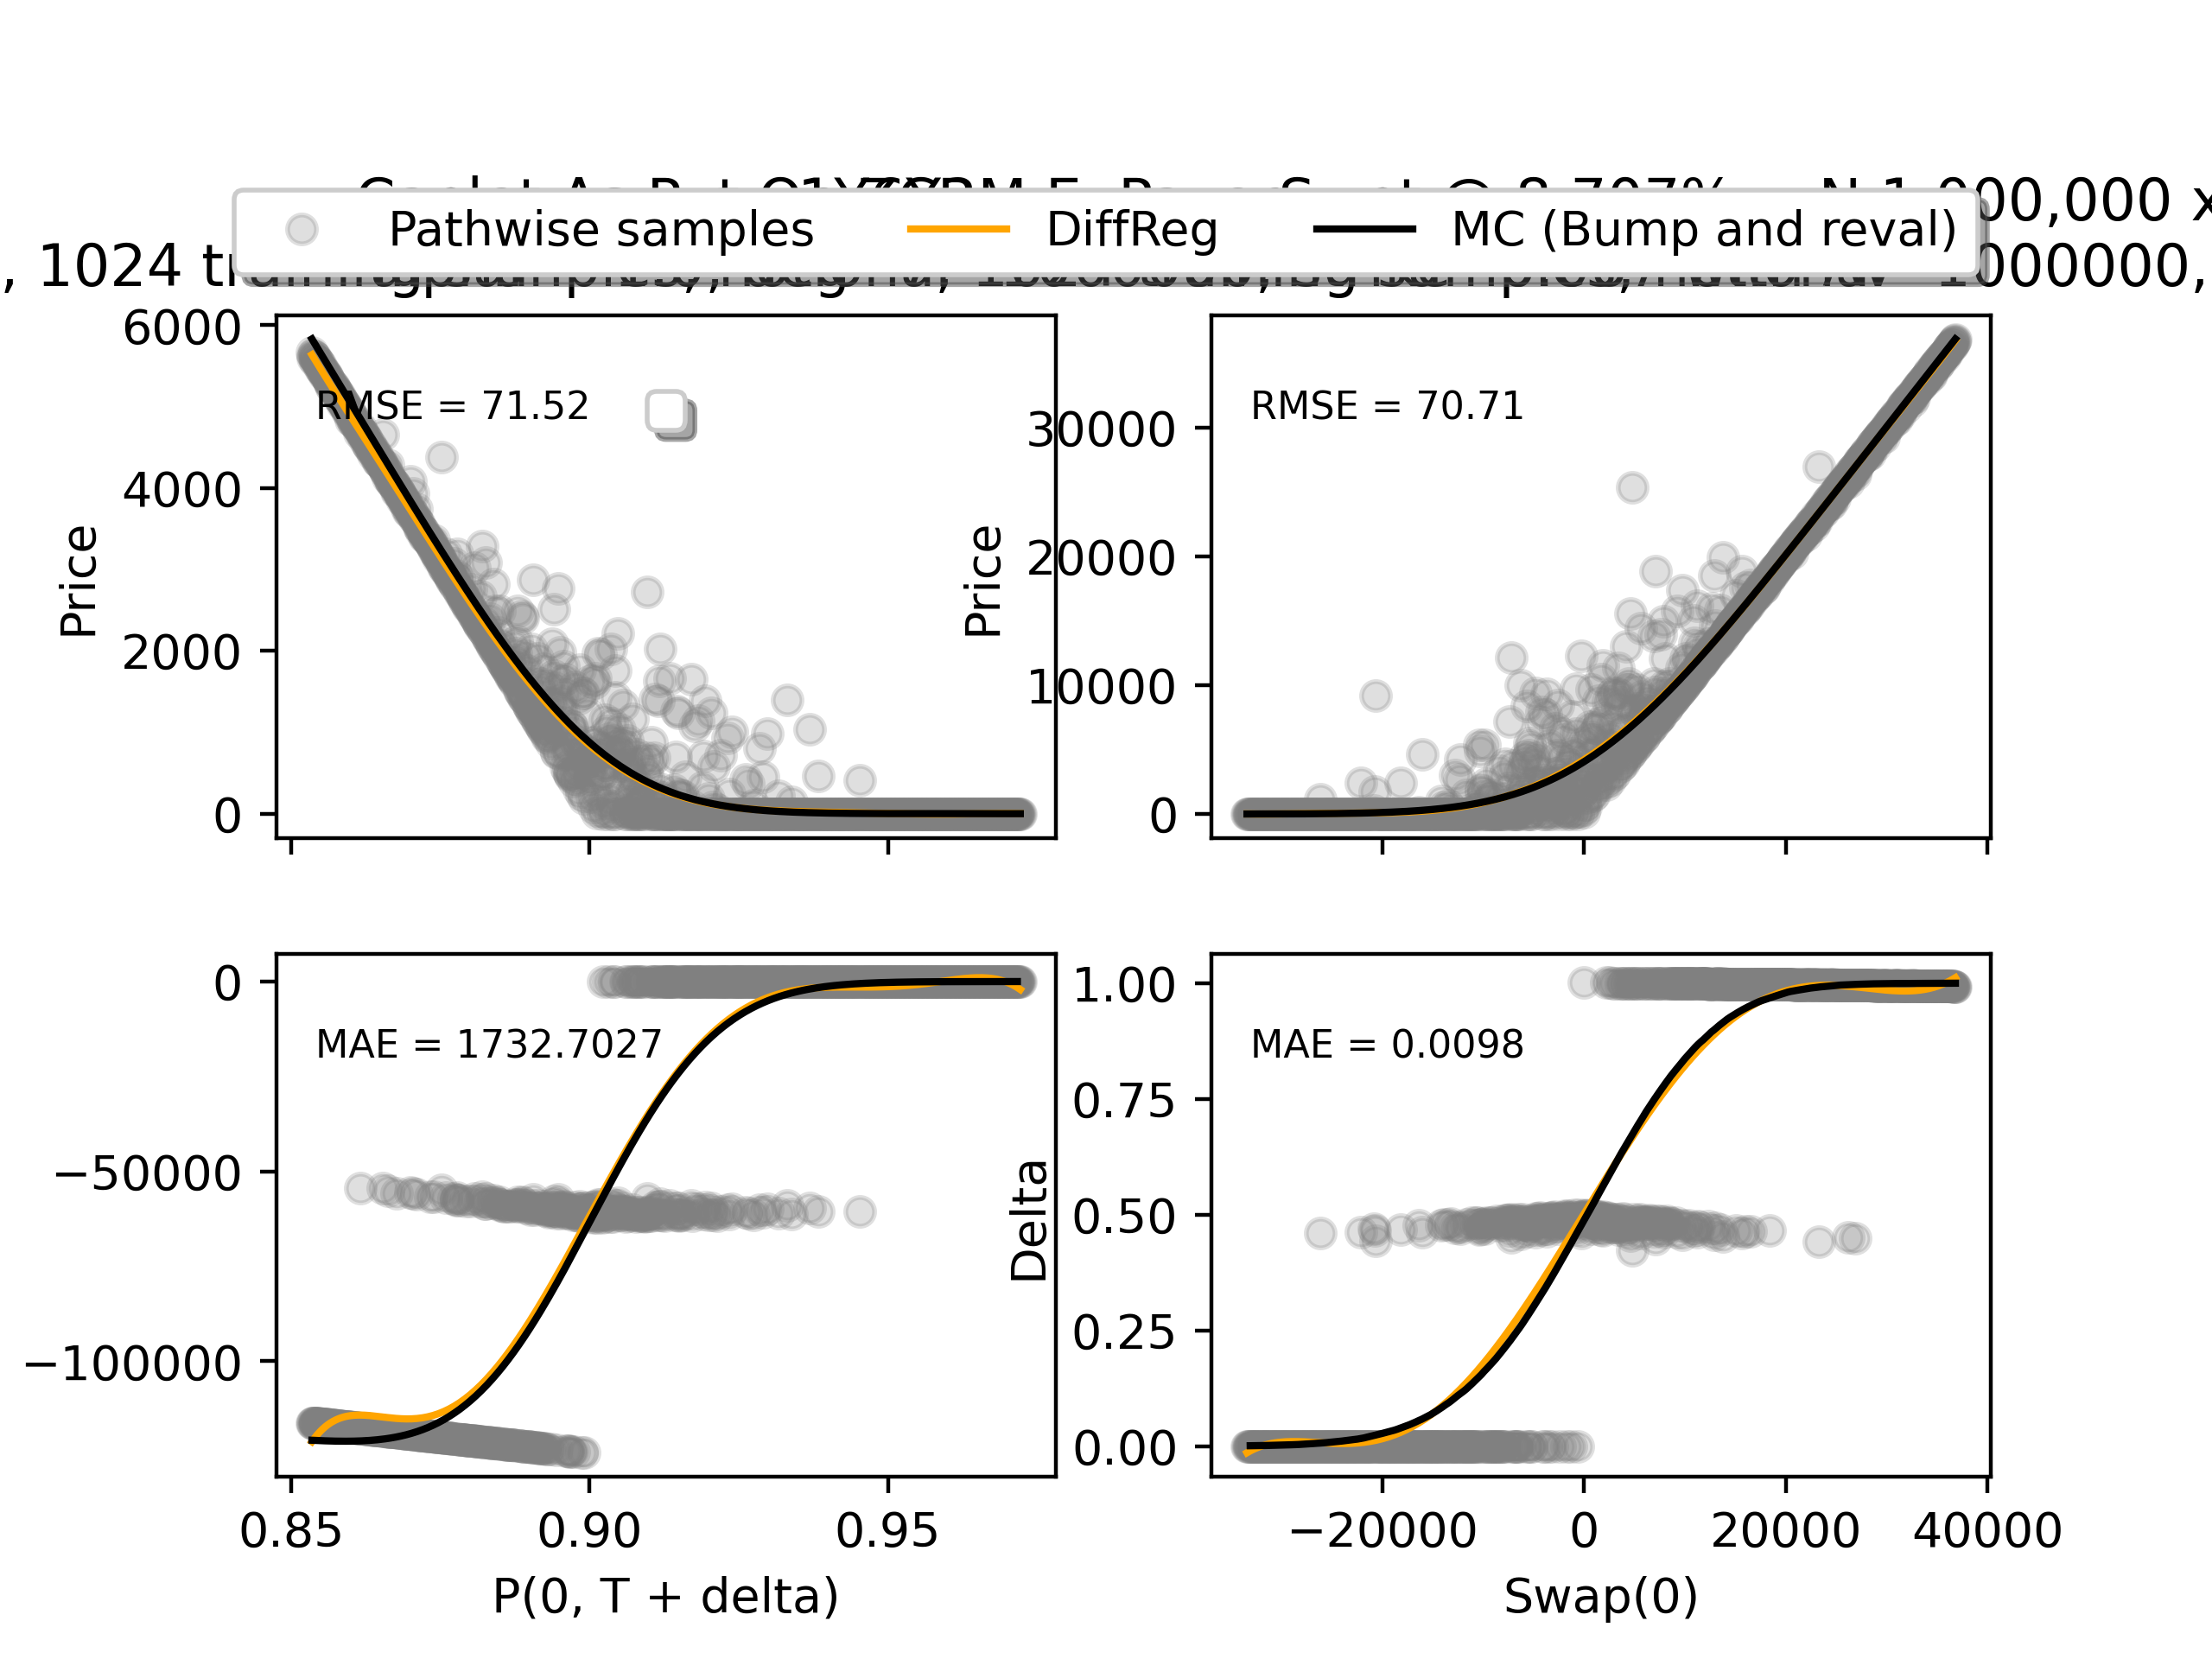 Pathwise samples DiffReg MC (Bump and reval)
, 1024
6000
4000
2000
0
Price
RMSE = 71.52
30000
20000
10000
0
Price
RMSE = 70.71
0
−50000
−100000
MAE = 1732.7027
1.00
0.75
0.50
0.25
0.00
Delta
MAE = 0.0098
0.85 0.90 0.95
P(0, T + delta)
−20000 0 20000 40000
Swap(0)